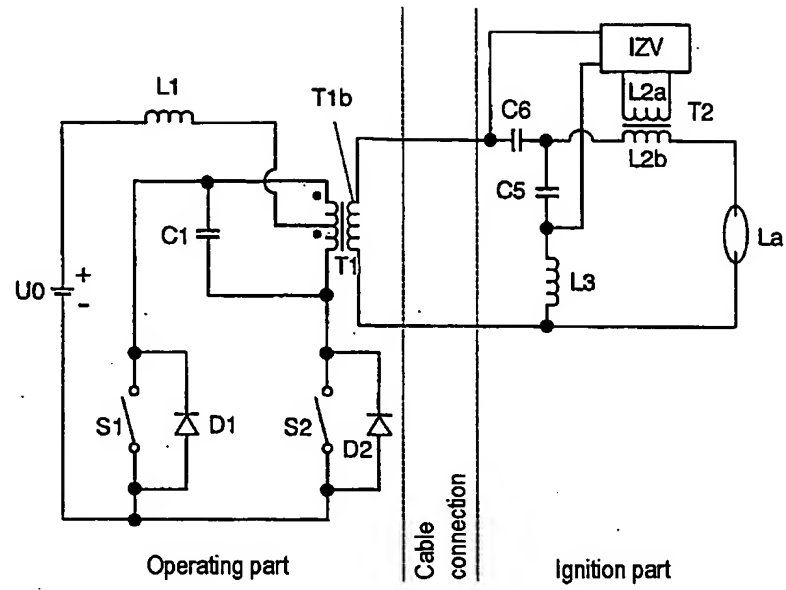 IZV
L1
T1b
C6
L2a
T2
L2b
C5
C1
La
T1
L3
U0
+
-
S1
D1
S2
D2
Operating part
Cable
connection
Ignition part